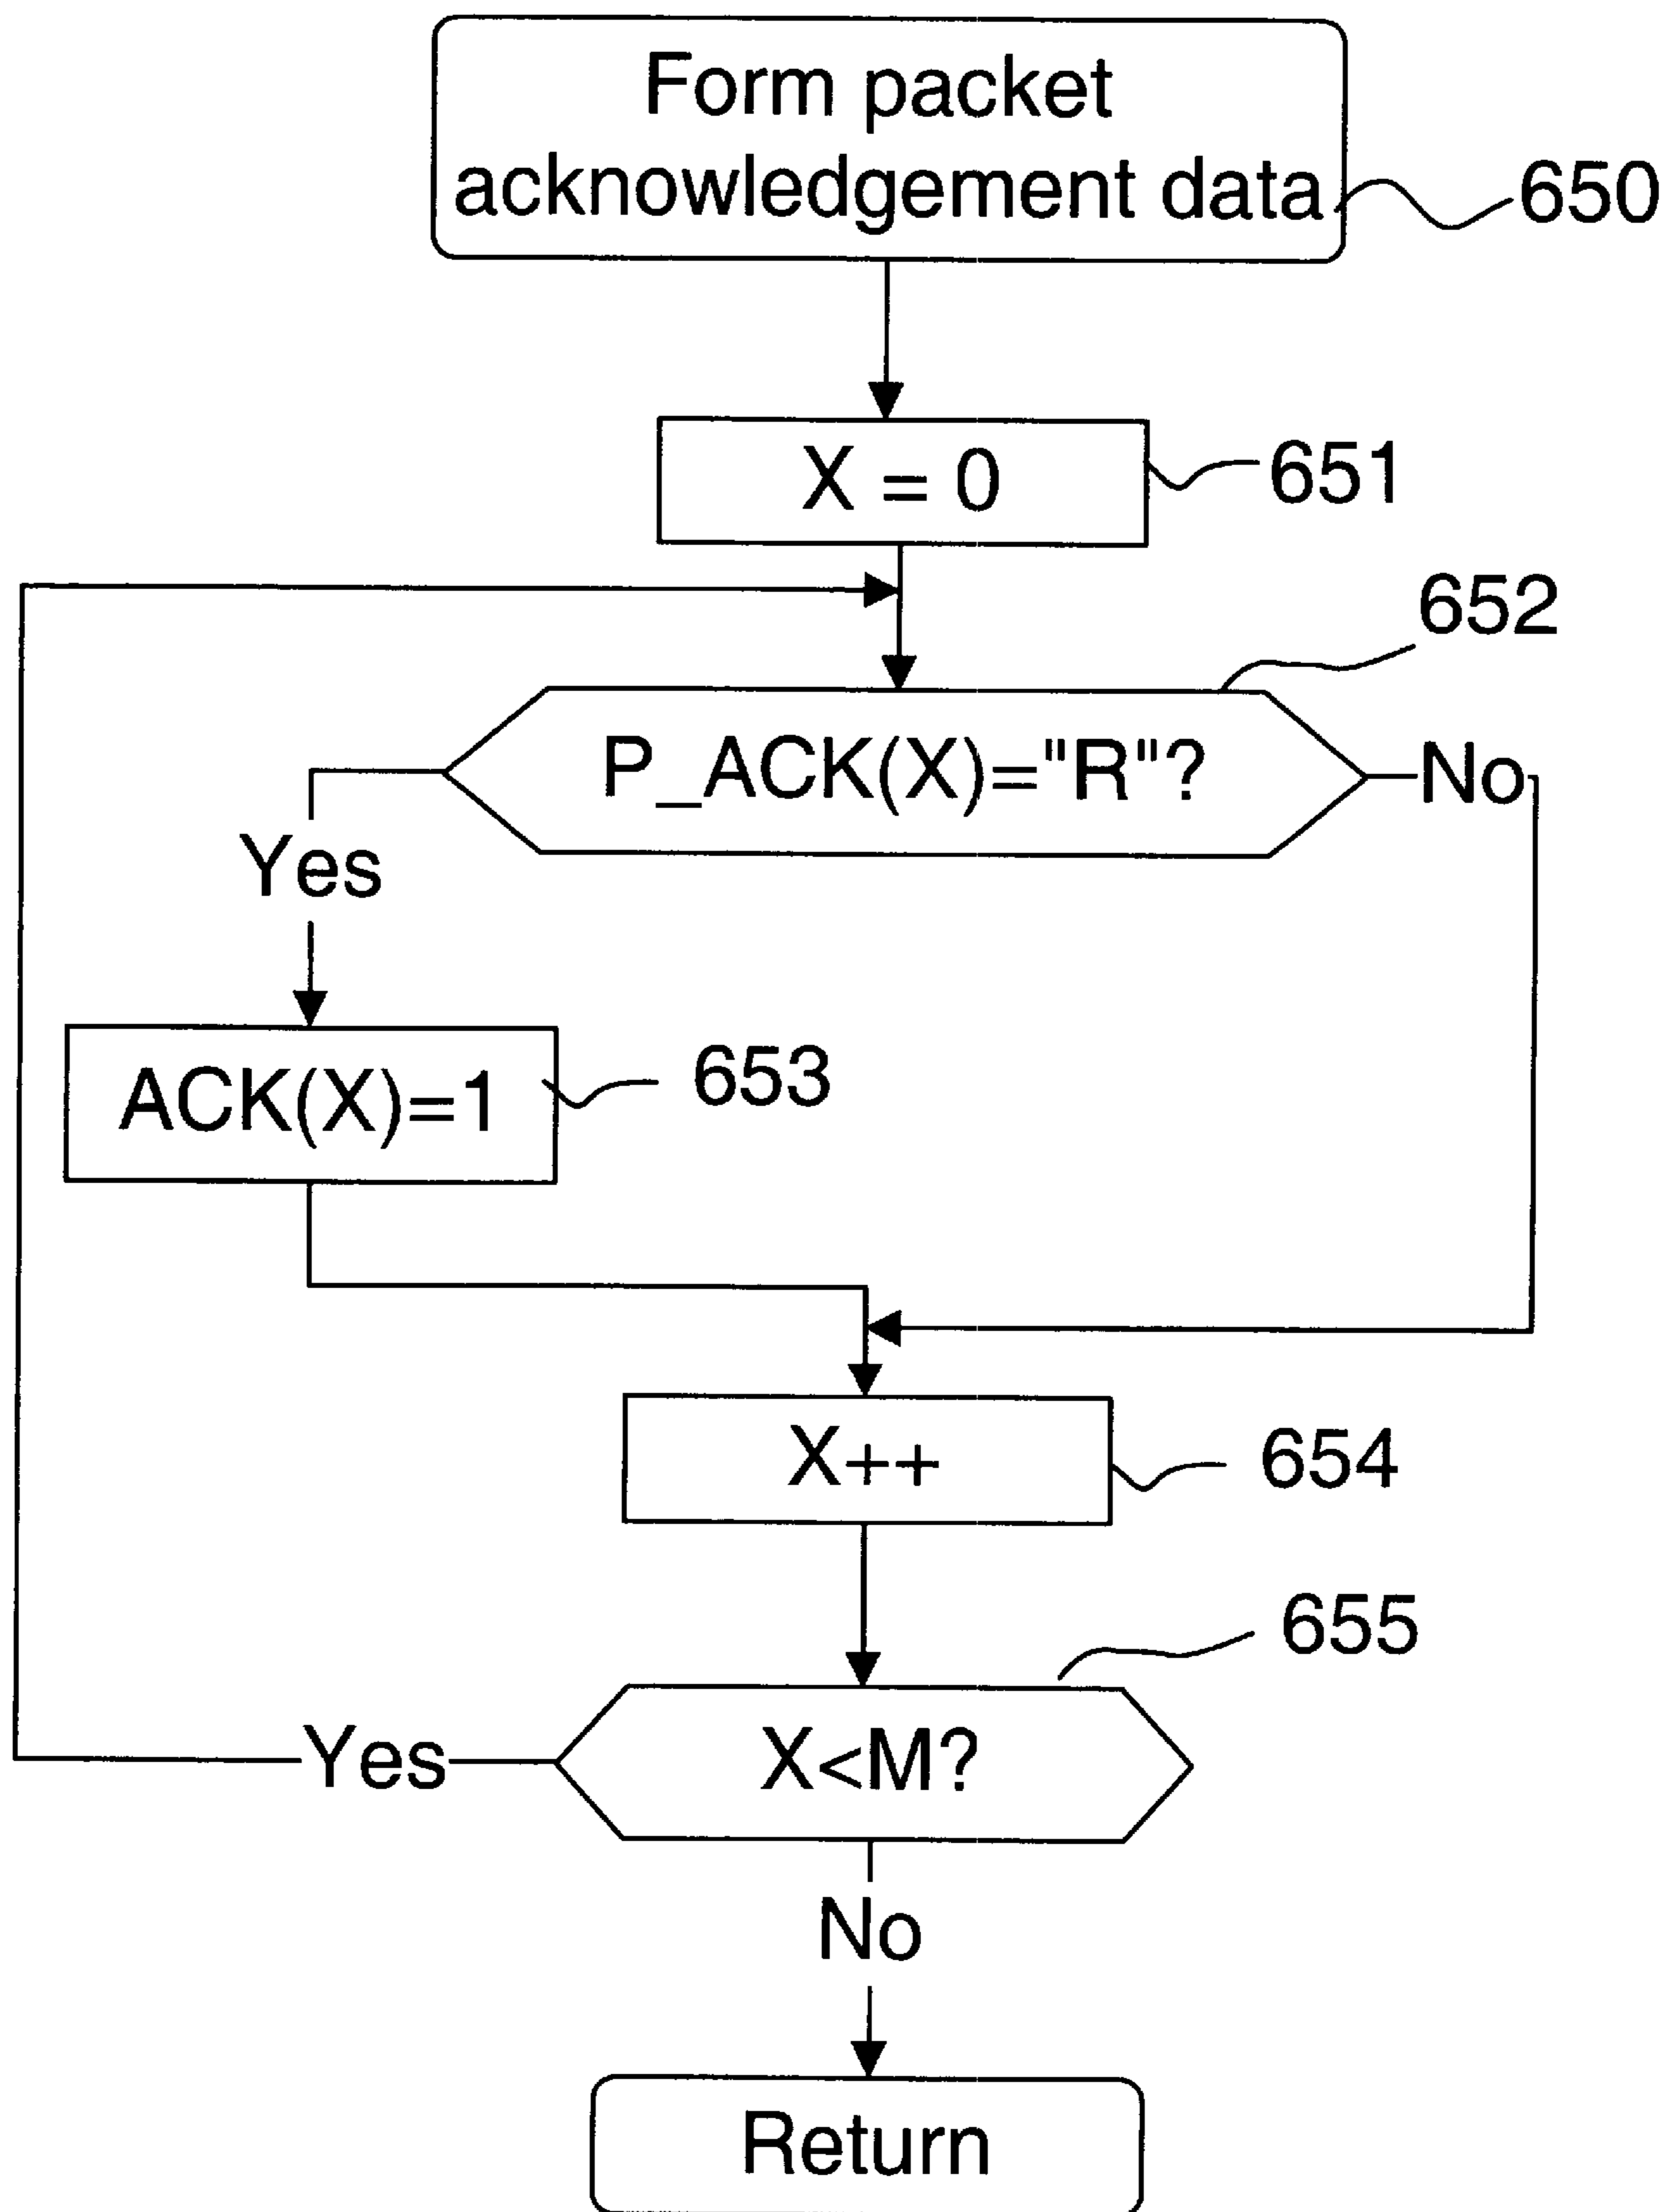 Form packet
acknowledgement data
650
X = 0
651
652
P_ACK(X)="R"?
No
Yes
ACK(X)=1
653
X++
654
655
X<M?
Yes
No
Return